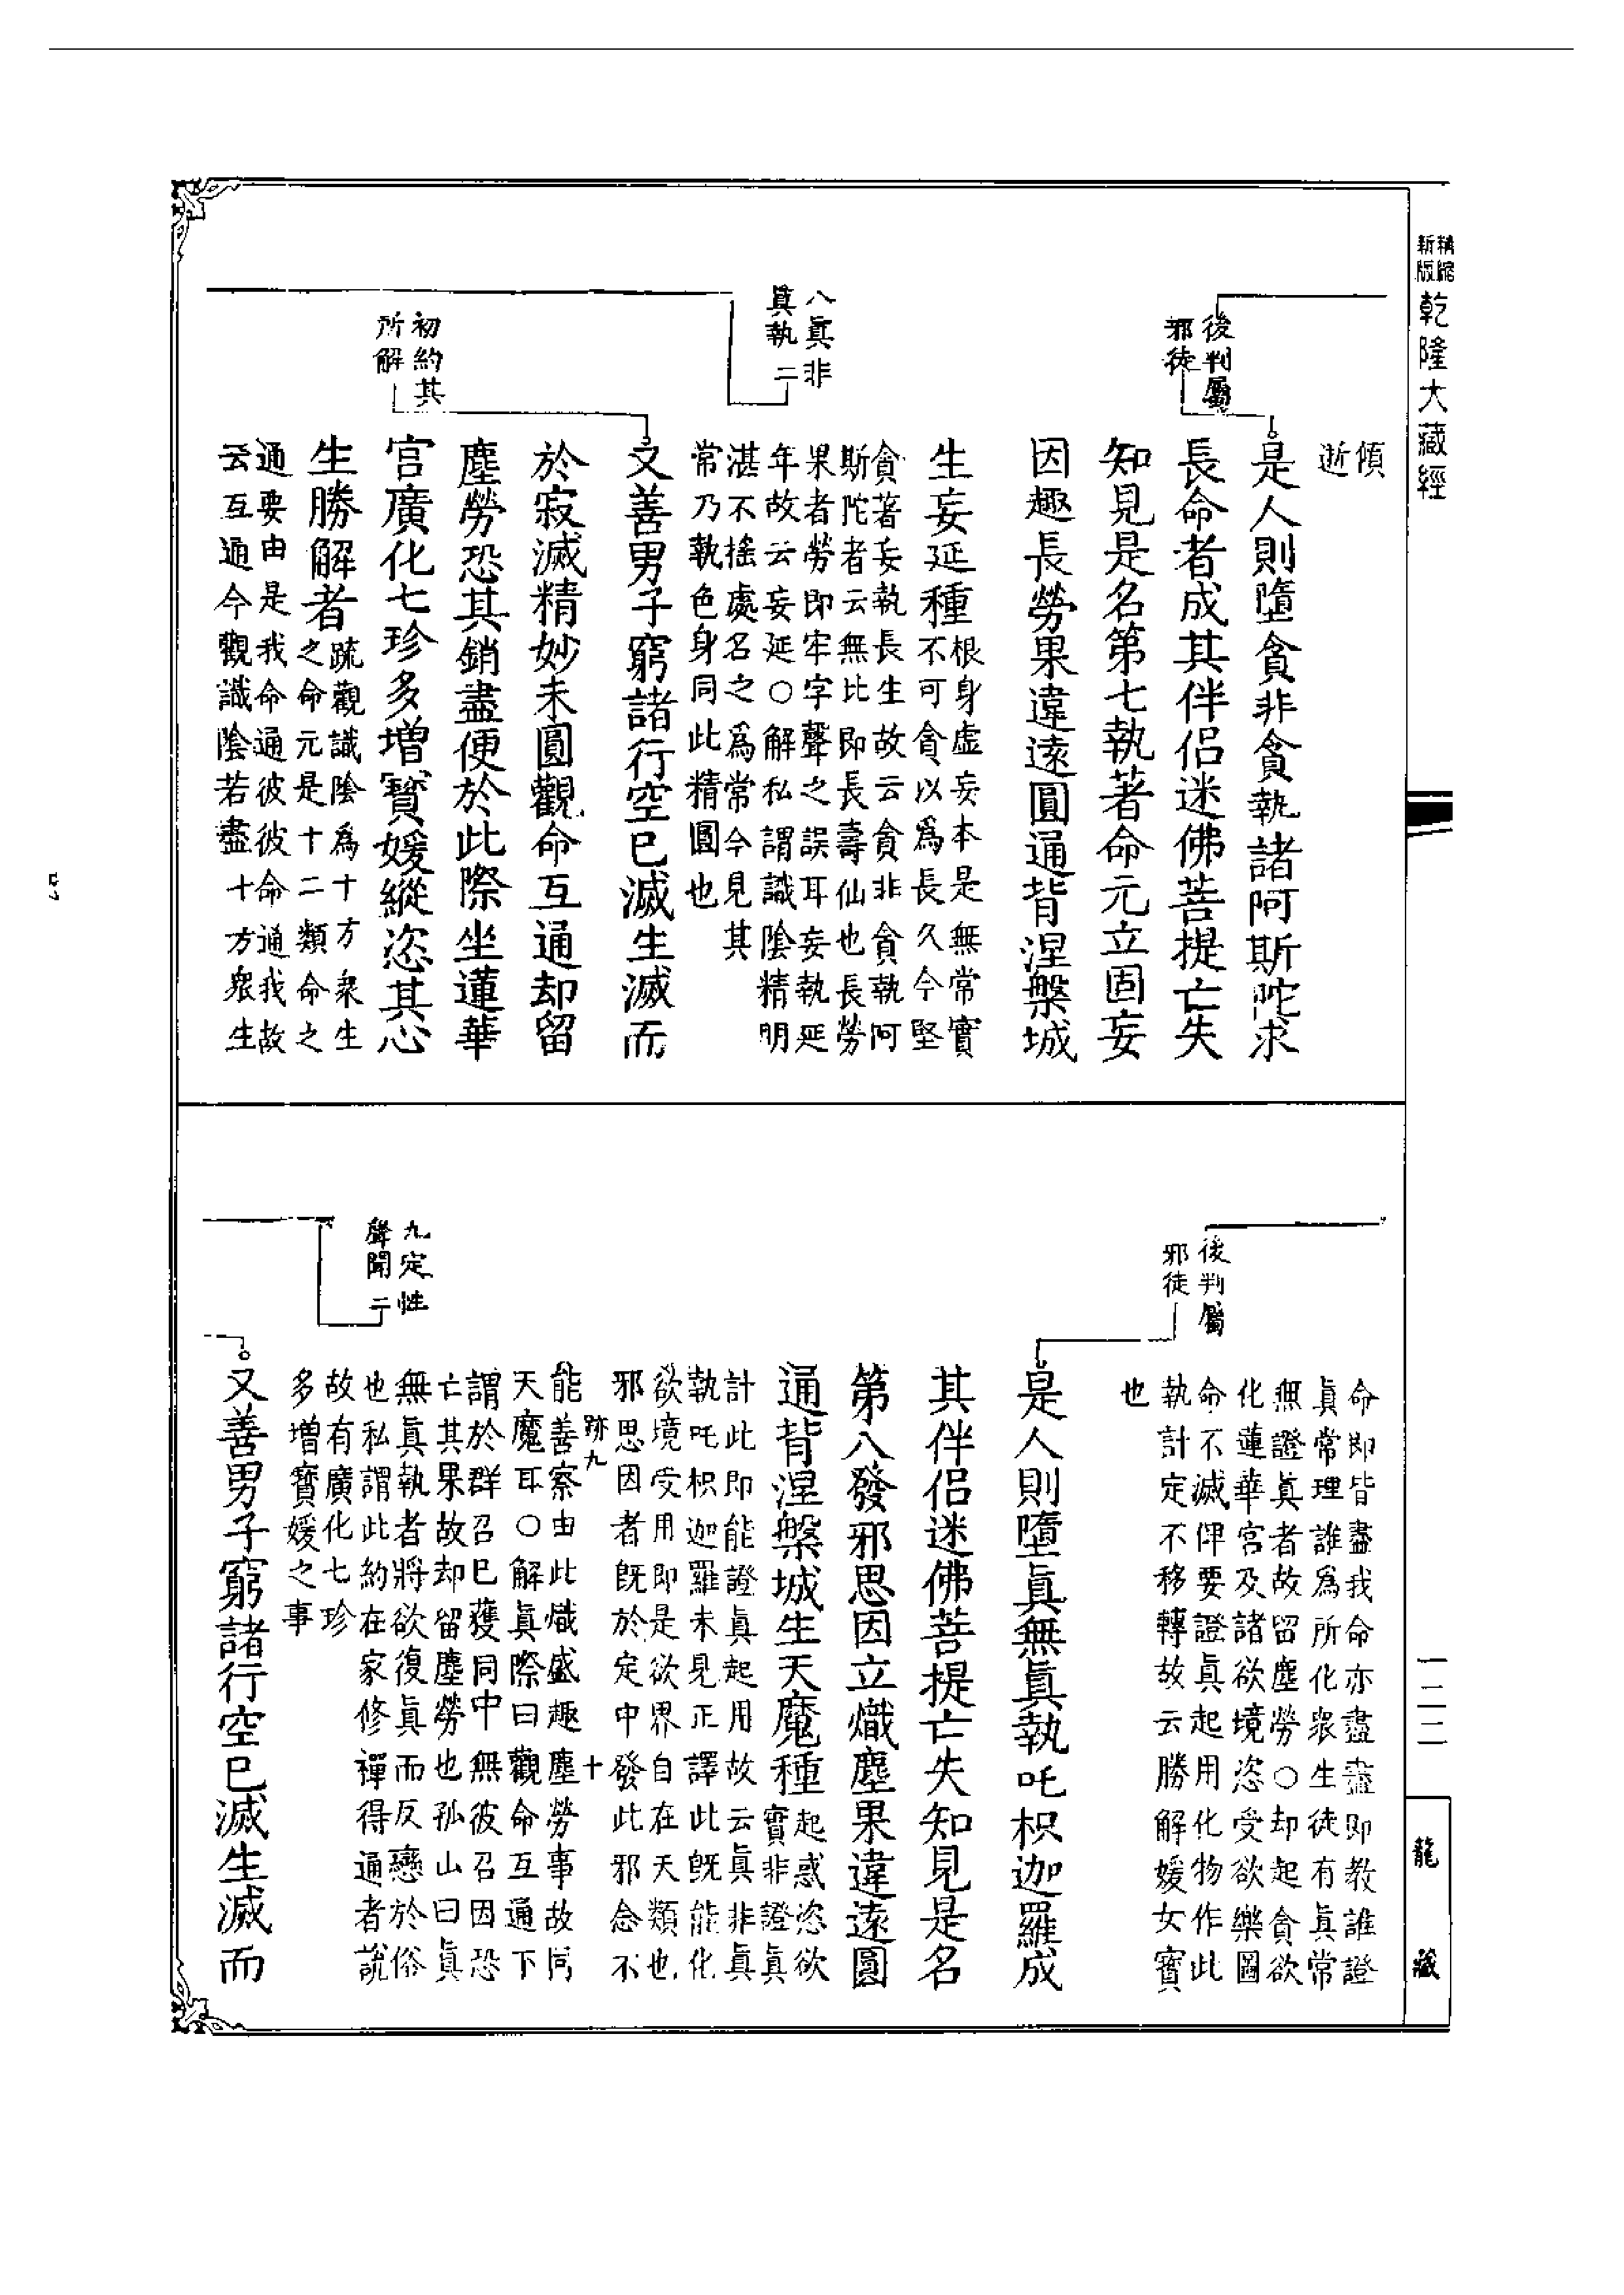 精縮
新版
乾隆大藏經
傾
逝
後判屬
邪徒
是人則墮貪非貪執諸阿斯陀求
長命者成其伴侶迷佛菩提亡失
知見是名第七執著命元立固妄
因趣長勞果違遠圓通背涅槃城
生妄延種
根身虛妄本是無常實
不可貪以爲長久今堅
貪著妄執長生故云貪非貪執阿
斯陀者云無比即長壽仙也長勞
果者勞即牢字聲之誤耳妄執延
年故云妄延○解私謂識陰精明
湛不搖處名之爲常今見其
常乃執色身同此精圓也
八眞非
眞執二
初約其
所解
又善男子窮諸行空已滅生滅而
於寂滅精妙未圓觀命互通却留
塵勞恐其銷盡便於此際坐蓮華
宮廣化七珍多增寶媛縱恣其心
生勝解者
疏觀識陰爲十方衆生
之命元是十二類命之
通要由是我命通彼彼命通我故
云互通今觀識陰若盡十方衆生
命即皆盡我命亦盡盡即教誰證
眞常理誰爲所化衆生徒有眞常
無證眞者故留塵勞○却起貪欲
化蓮華宮及諸欲境恣受欲樂圖
命不滅俾要證眞起用化物作此
執計定不移轉故云勝解媛女寶
也
後判屬
邪徒
是人則墮眞無眞執吒枳迦羅成
其伴侶迷佛菩提亡失知見是名
第八發邪思因立熾塵果違遠圓
通背涅槃城生天魔種
起惑恣欲
實非證眞
計此即能證眞起用故云眞非眞
執吒枳迦羅未見正譯此旣能化
欲境受用即是欲界自在天類也
邪思因者旣於定中發此邪念不
跡九
十
能善察由此熾盛趣塵勞事故同
天魔耳○解眞際曰觀命互通下
謂於群召已獲同中無彼召因恐
亡其果故却留塵勞也孤山曰眞
無眞執者將欲復眞而反戀於俗
也私謂此約在家修禪得通者說
故有廣化七珍
多增寶媛之事
九定性
聲聞二
又善男子窮諸行空已滅生滅而
一二二
龍藏